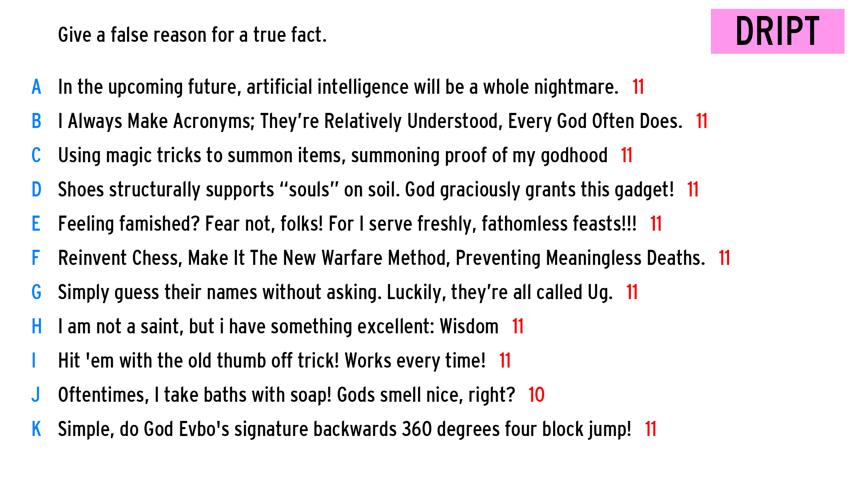 Give a false reason for a true fact.
DRIPT
A In the upcoming future, artificial intelligence will be a whole nightmare. 11
B I Always Make Acronyms; They're Relatively Understood, Every God Often Does. 11
C Using magic tricks to summon items, summoning proof of my godhood 11
D Shoes structurally supports “souls” on soil. God graciously grants this gadget! 11
E Feeling famished? Fear not, folks! For I serve freshly, fathomless feasts!!! 11
F Reinvent Chess, Make It The New Warfare Method, Preventing Meaningless Deaths. 11
G Simply guess their names without asking. Luckily, they're all called Ug. 11
H I am not a saint, but i have something excellent: Wisdom 11
I Hit 'em with the old thumb off trick! Works every time! 11
J Oftentimes, I take baths with soap! Gods smell nice, right? 10
K Simple, do God Evbo's signature backwards 360 degrees four block jump! 11